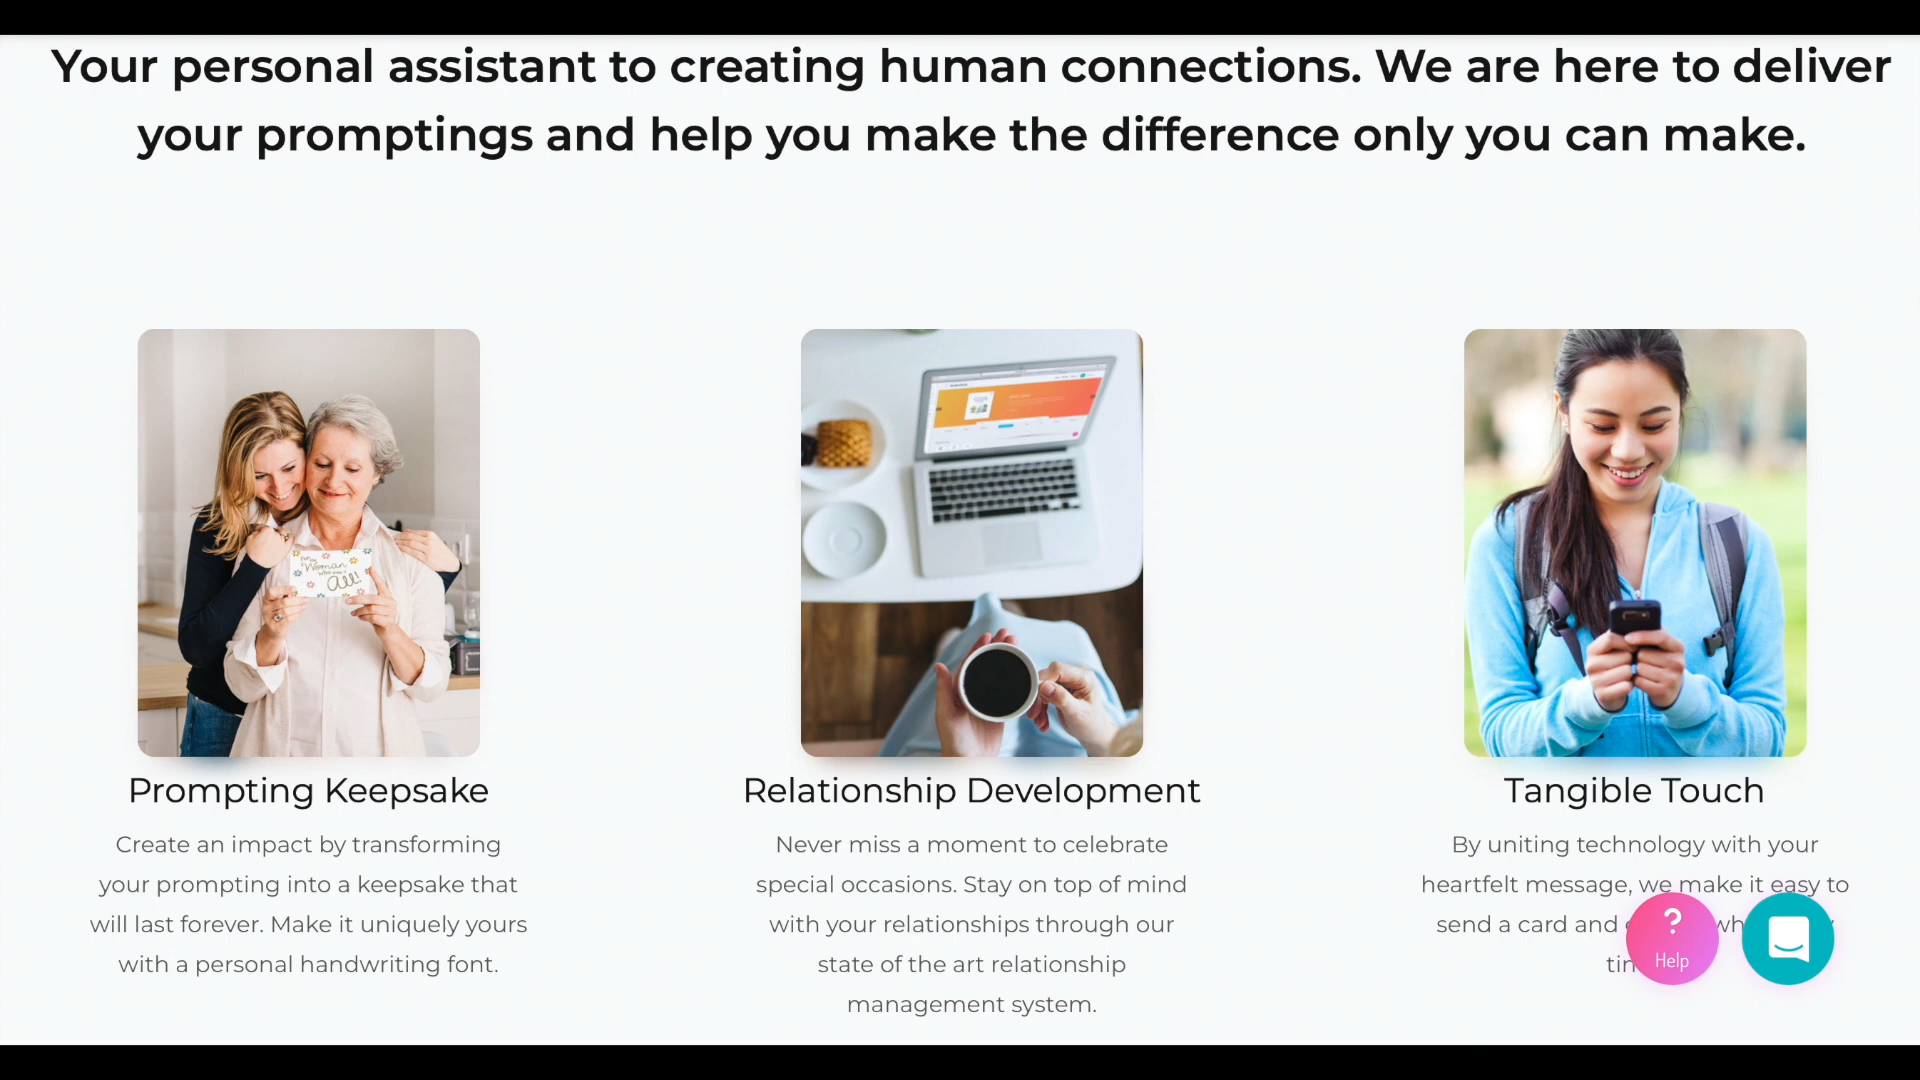 Your personal assistant to creating human connections. We are here to deliver
your promptings and help you make the difference only you can make.
For the
Woman
All!
Prompting Keepsake
Create an impact by transforming
your prompting into a keepsake that
will last forever. Make it uniquely yours
with a personal handwriting font.
Relationship Development
Never miss a moment to celebrate
special occasions. Stay on top of mind
with your relationships through our
state of the art relationship
management system.
Tangible Touch
By uniting technology with your
heartfelt message, we make it easy to
send a card and
?
Help